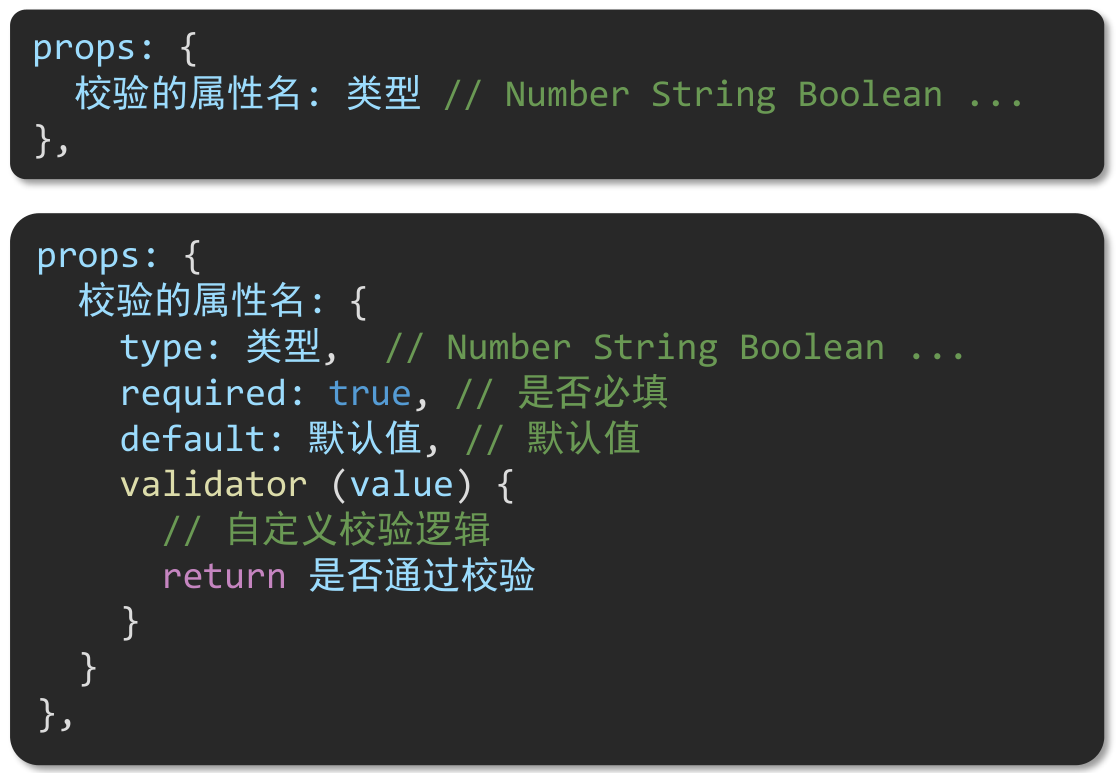 props: {
  校验的属性名: 类型 // Number String Boolean ...
},
props: {
  校验的属性名: {
    type: 类型,  // Number String Boolean ...
    required: true, // 是否必填
    default: 默认值, // 默认值
    validator (value) {
      // 自定义校验逻辑
      return 是否通过校验
    }
  }
},